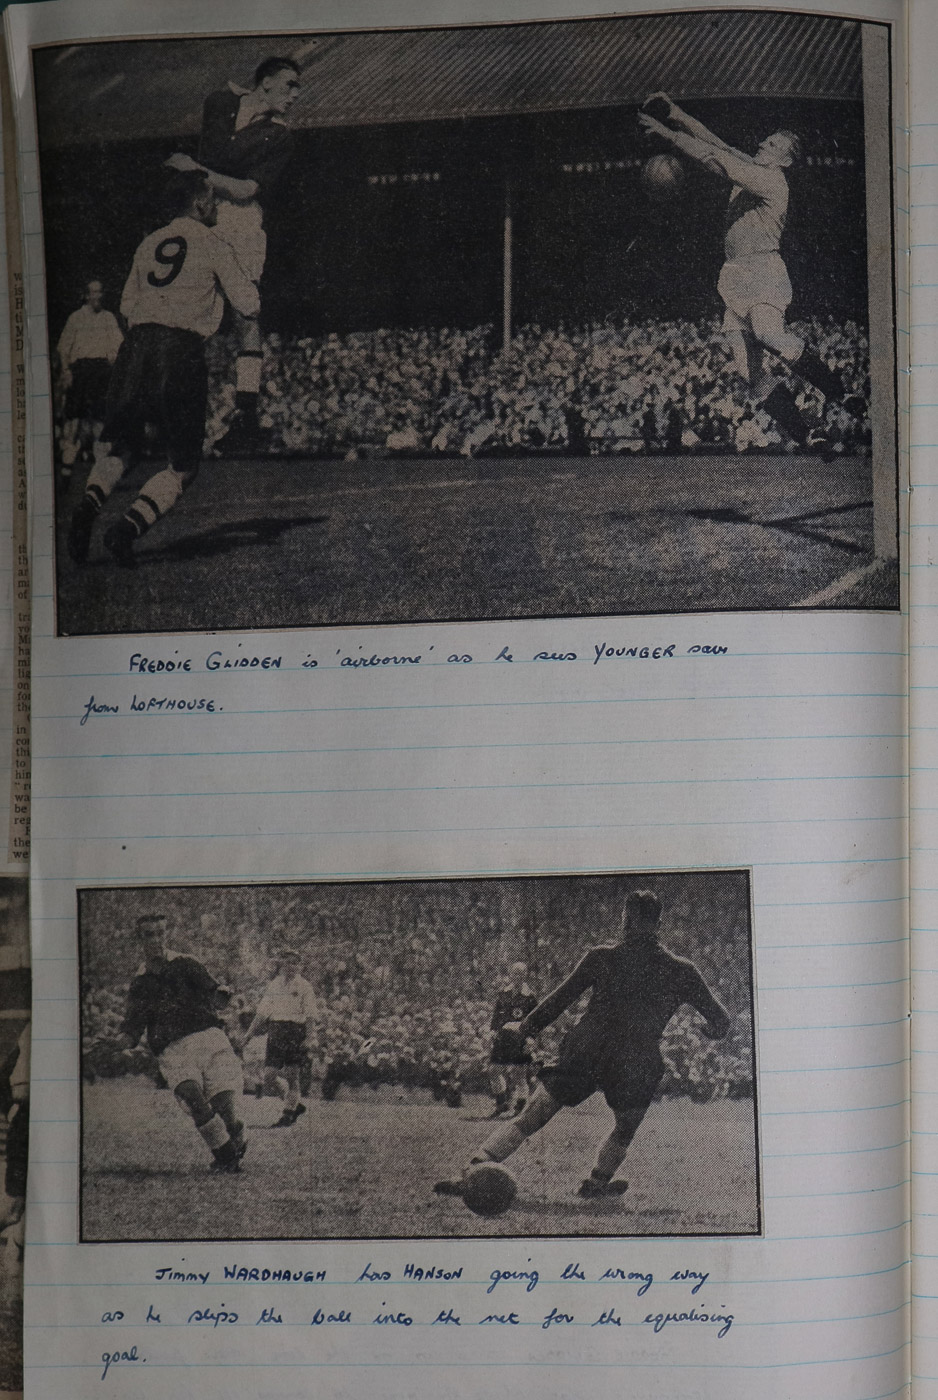 9
FREDDIE GLIDDEN is 'airborne' as he sees YOUNGER save
from LOFTHOUSE.
Jimmy WARDHAUGH has HANSON going the wrong way
as he slips the ball into the net for the equalising
goal.